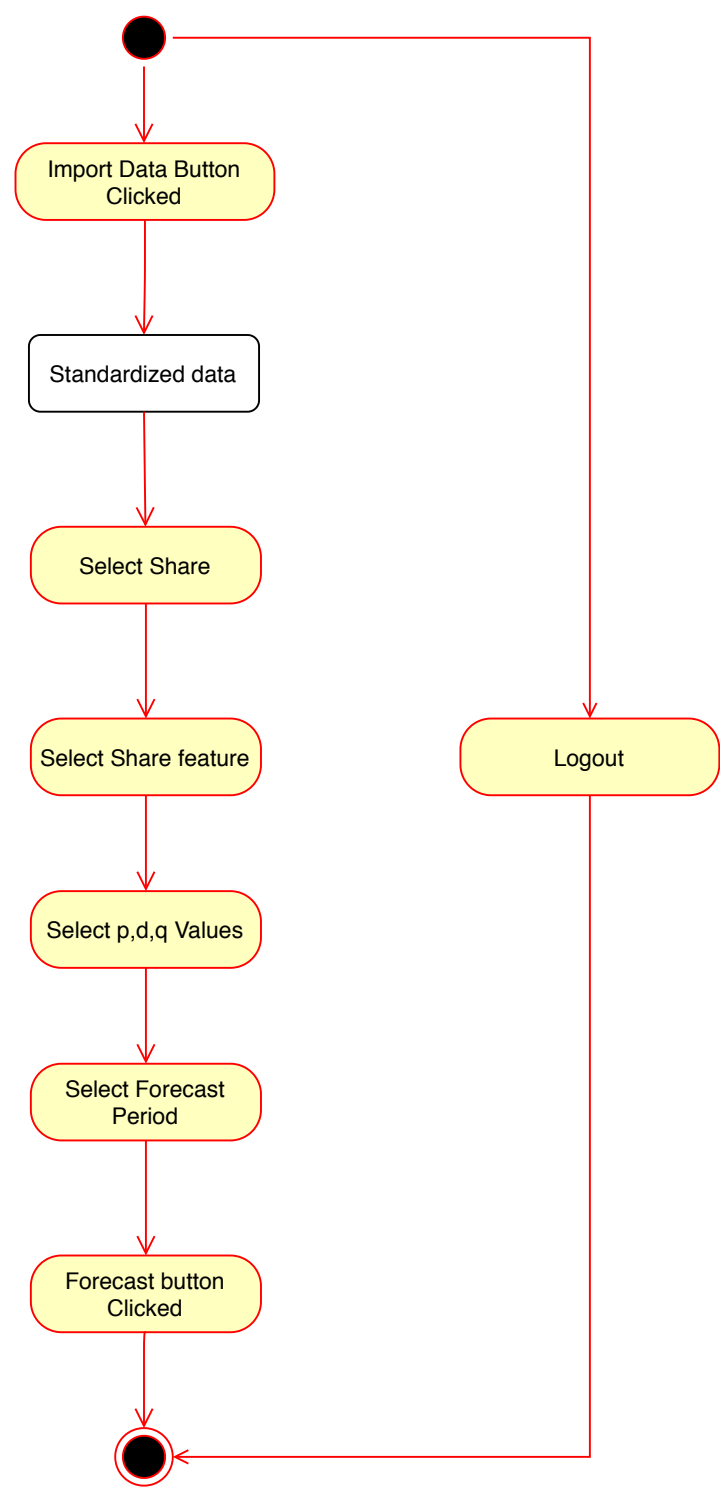 Import Data Button
Clicked
Standardized data
Select Share
Select Share feature
Logout
Select p,d,q Values
Select Forecast
Period
Forecast button
Clicked